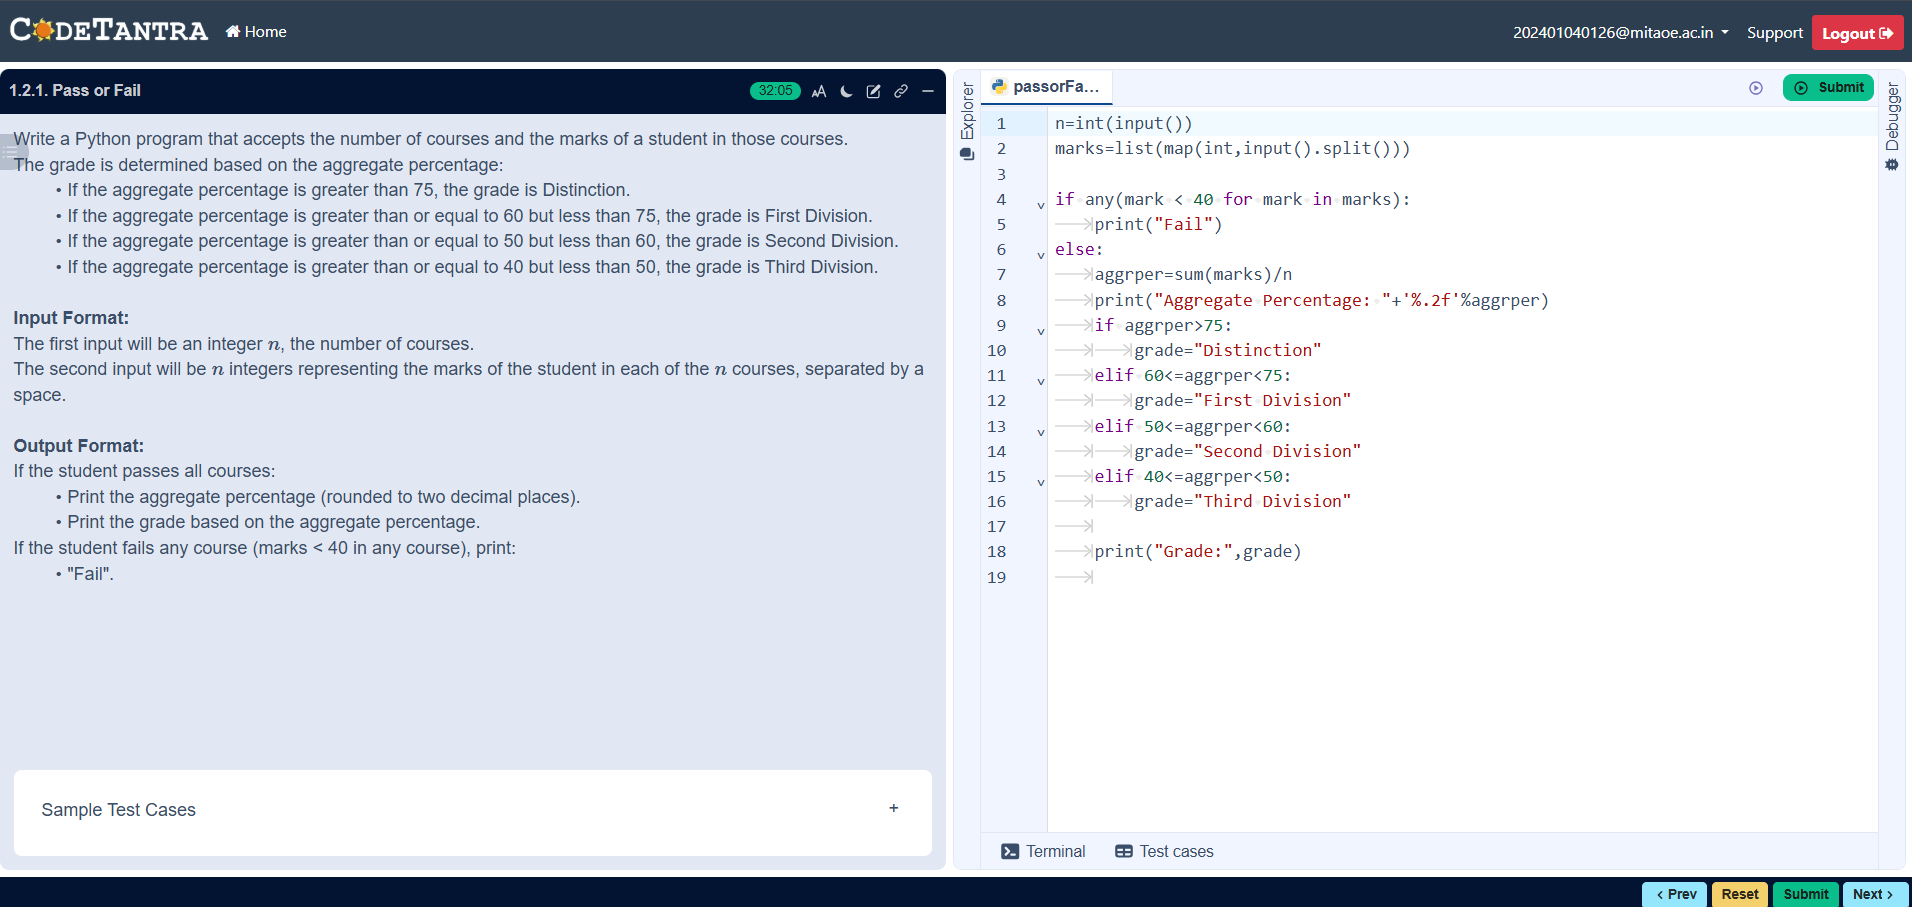 CODETANTRA
Home
202401040126@mitaoe.ac.in
Support
Logout
1.2.1. Pass or Fail
32:05
AA
Write a Python program that accepts the number of courses and the marks of a student in those courses.
The grade is determined based on the aggregate percentage:
• If the aggregate percentage is greater than 75, the grade is Distinction.
• If the aggregate percentage is greater than or equal to 60 but less than 75, the grade is First Division.
• If the aggregate percentage is greater than or equal to 50 but less than 60, the grade is Second Division.
• If the aggregate percentage is greater than or equal to 40 but less than 50, the grade is Third Division.
Input Format:
The first input will be an integer n, the number of courses.
The second input will be n integers representing the marks of the student in each of the n courses, separated by a
space.
Output Format:
If the student passes all courses:
• Print the aggregate percentage (rounded to two decimal places).
• Print the grade based on the aggregate percentage.
If the student fails any course (marks < 40 in any course), print:
• "Fail".
Sample Test Cases
+
Explorer
passorFa...
Submit
Debugger
1 n=int(input())
2 marks=list(map(int,input().split()))
3
4 if any(mark < 40 for mark in marks):
5 print("Fail")
6 else:
7 aggrper=sum(marks)/n
8 print("Aggregate Percentage: "+'%.2f'%aggrper)
9 if aggrper>75:
10 grade="Distinction"
11 elif 60<=aggrper<75:
12 grade="First Division"
13 elif 50<=aggrper<60:
14 grade="Second Division"
15 elif 40<=aggrper<50:
16 grade="Third Division"
17
18 print("Grade:",grade)
19
Terminal
Test cases
< Prev
Reset
Submit
Next >